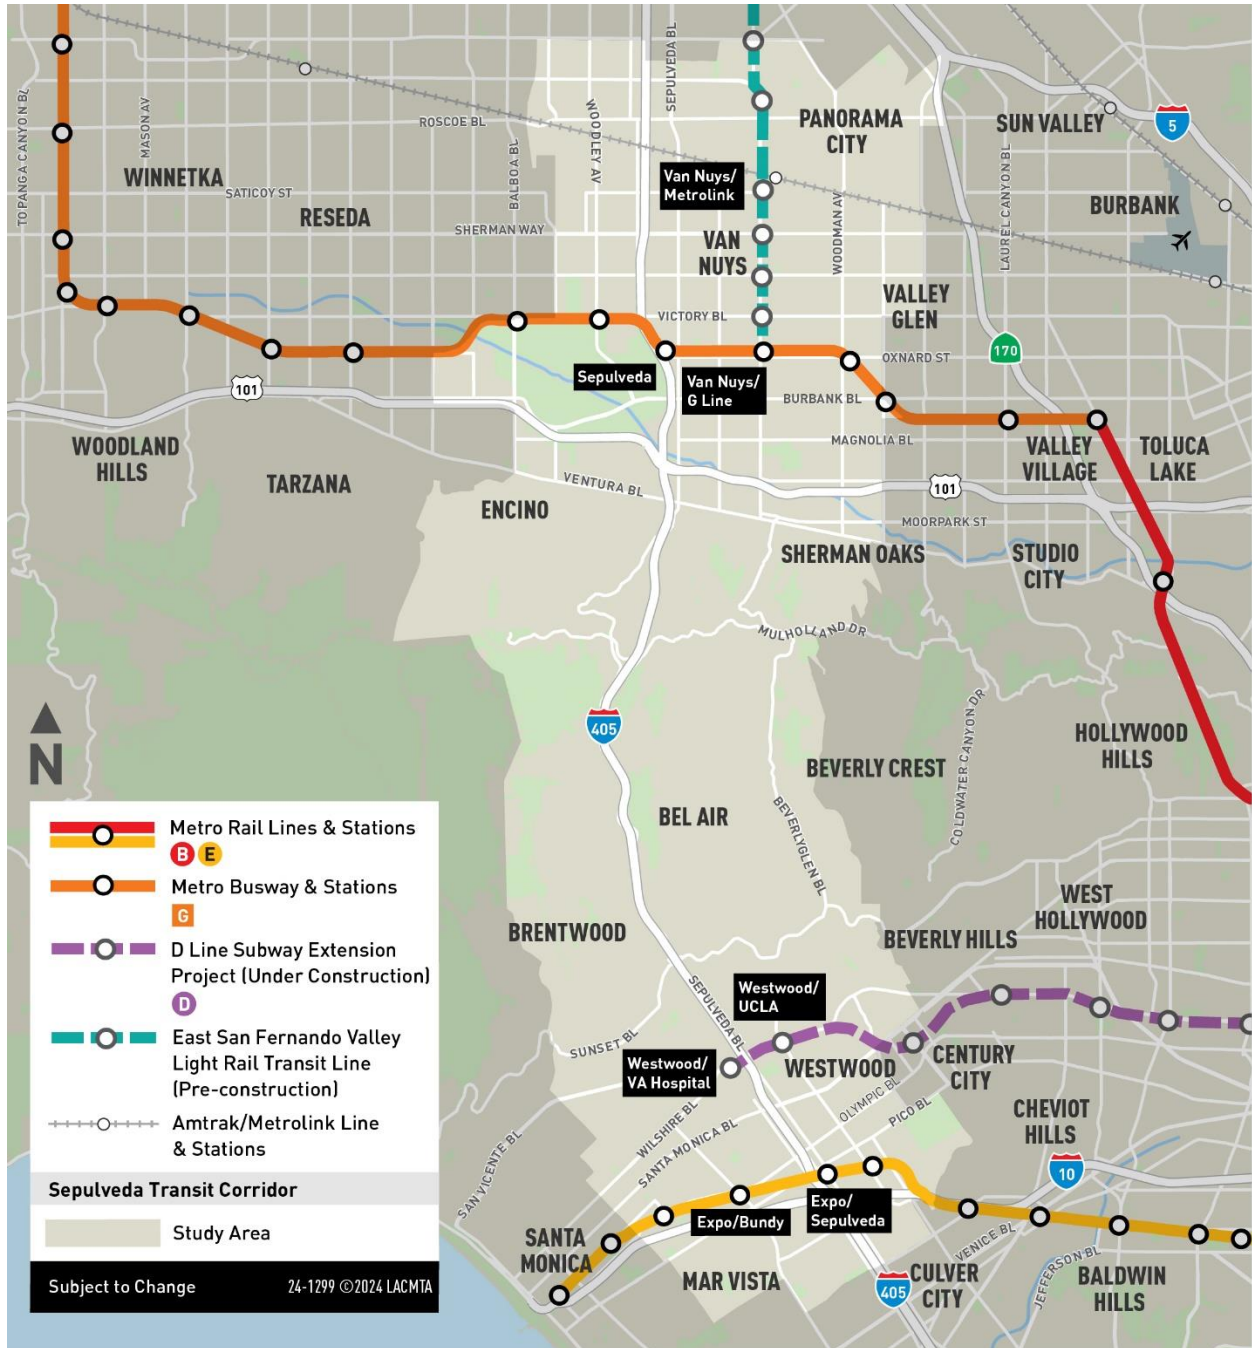 TOPANGA CANYON BL
MASON AV
ROSCOE BL
BALBOA BL
WOODLEY AV
SEPULVEDA BL
PANORAMA
CITY
SUN VALLEY
5
WINNETKA
SATICOY ST
RESEDA
SHERMAN WAY
Van Nuys/
Metrolink
VAN
NUYS
WOODMAN AV
LAUREL CANYON BL
BURBANK
VALLEY
GLEN
VICTORY BL
OXNARD ST
170
Sepulveda
Van Nuys/
G Line
BURBANK BL
MAGNOLIA BL
101
WOODLAND
HILLS
TARZANA
ENCINO
VENTURA BL
101
VALLEY
VILLAGE
TOLUCA
LAKE
MOORPARK ST
SHERMAN OAKS
STUDIO
CITY
MULHOLLAND DR
405
N
COLDWATER CANYON DR
HOLLYWOOD
HILLS
BEVERLY CREST
BEL AIR
BEVERLYGLEN BL
WEST
HOLLYWOOD
BRENTWOOD
BEVERLY HILLS
SEPULVEDA BL
Westwood/
UCLA
SUNSET BL
Westwood/
VA Hospital
WESTWOOD
CENTURY
CITY
OLYMPIC BL
PICO BL
CHEVIOT
HILLS
10
WILSHIRE BL
SANTA MONICA BL
SAN VICENTE BL
Expo/Bundy
Expo/
Sepulveda
SANTA
MONICA
MAR VISTA
405
CULVER
CITY
VENICE BL
JEFFERSON BL
BALDWIN
HILLS
Metro Rail Lines & Stations
B E
Metro Busway & Stations
G
D Line Subway Extension
Project (Under Construction)
D
East San Fernando Valley
Light Rail Transit Line
(Pre-construction)
Amtrak/Metrolink Line
& Stations
Sepulveda Transit Corridor
Study Area
Subject to Change
24-1299 ©2024 LACMTA